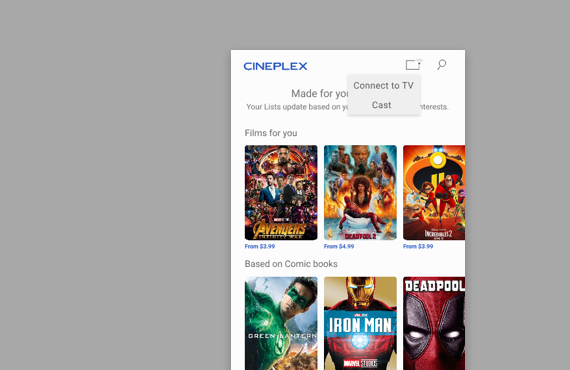 CINEPLEX
Connect to TV
Cast
Made for you
Your Lists update based on your interests.
Films for you
AVENGERS
INFINITY WAR
DEADPOOL 2
INCREDIBLES 2
From $3.99
From $4.99
From $3.99
Based on Comic books
GREEN LANTERN
IRON MAN
MARVEL STUDIOS
DEADPOOL